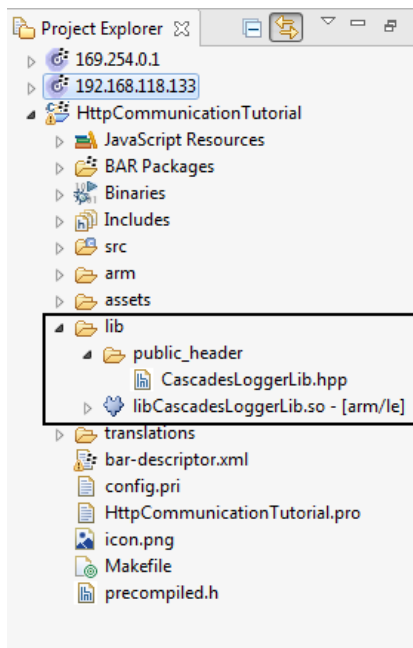 Project Explorer
169.254.0.1
192.168.118.133
HttpCommunicationTutorial
JavaScript Resources
BAR Packages
Binaries
Includes
src
arm
assets
lib
public_header
CascadesLoggerLib.hpp
libCascadesLoggerLib.so - [arm/le]
translations
bar-descriptor.xml
config.pri
HttpCommunicationTutorial.pro
icon.png
Makefile
precompiled.h